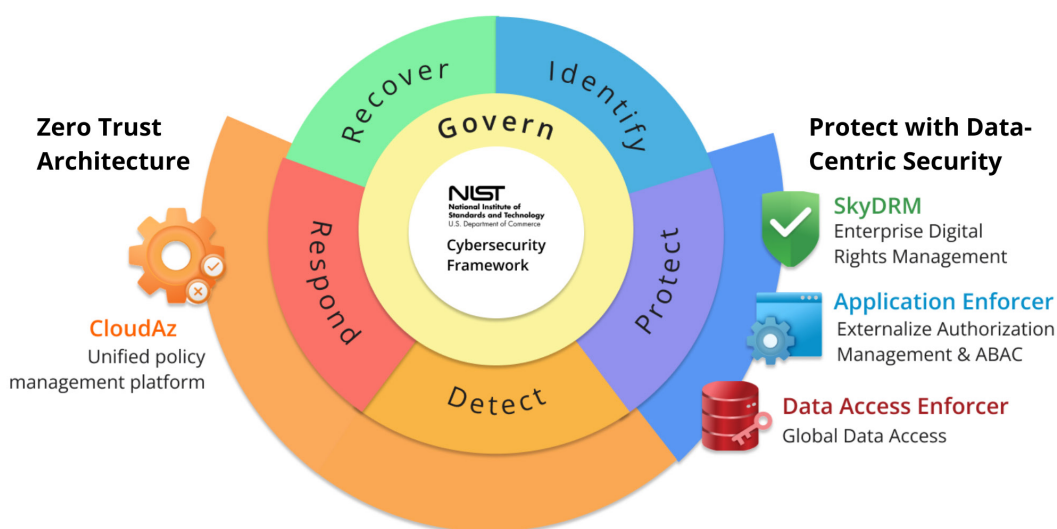 Zero Trust
Architecture
CloudAz
Unified policy
management platform
Recover
Identify
Govern
Respond
Protect
Detect
NIST
National Institute of
Standards and Technology
U.S. Department of Commerce
Cybersecurity
Framework
Protect with Data-
Centric Security
SkyDRM
Enterprise Digital
Rights Management
Application Enforcer
Externalize Authorization
Management & ABAC
Data Access Enforcer
Global Data Access